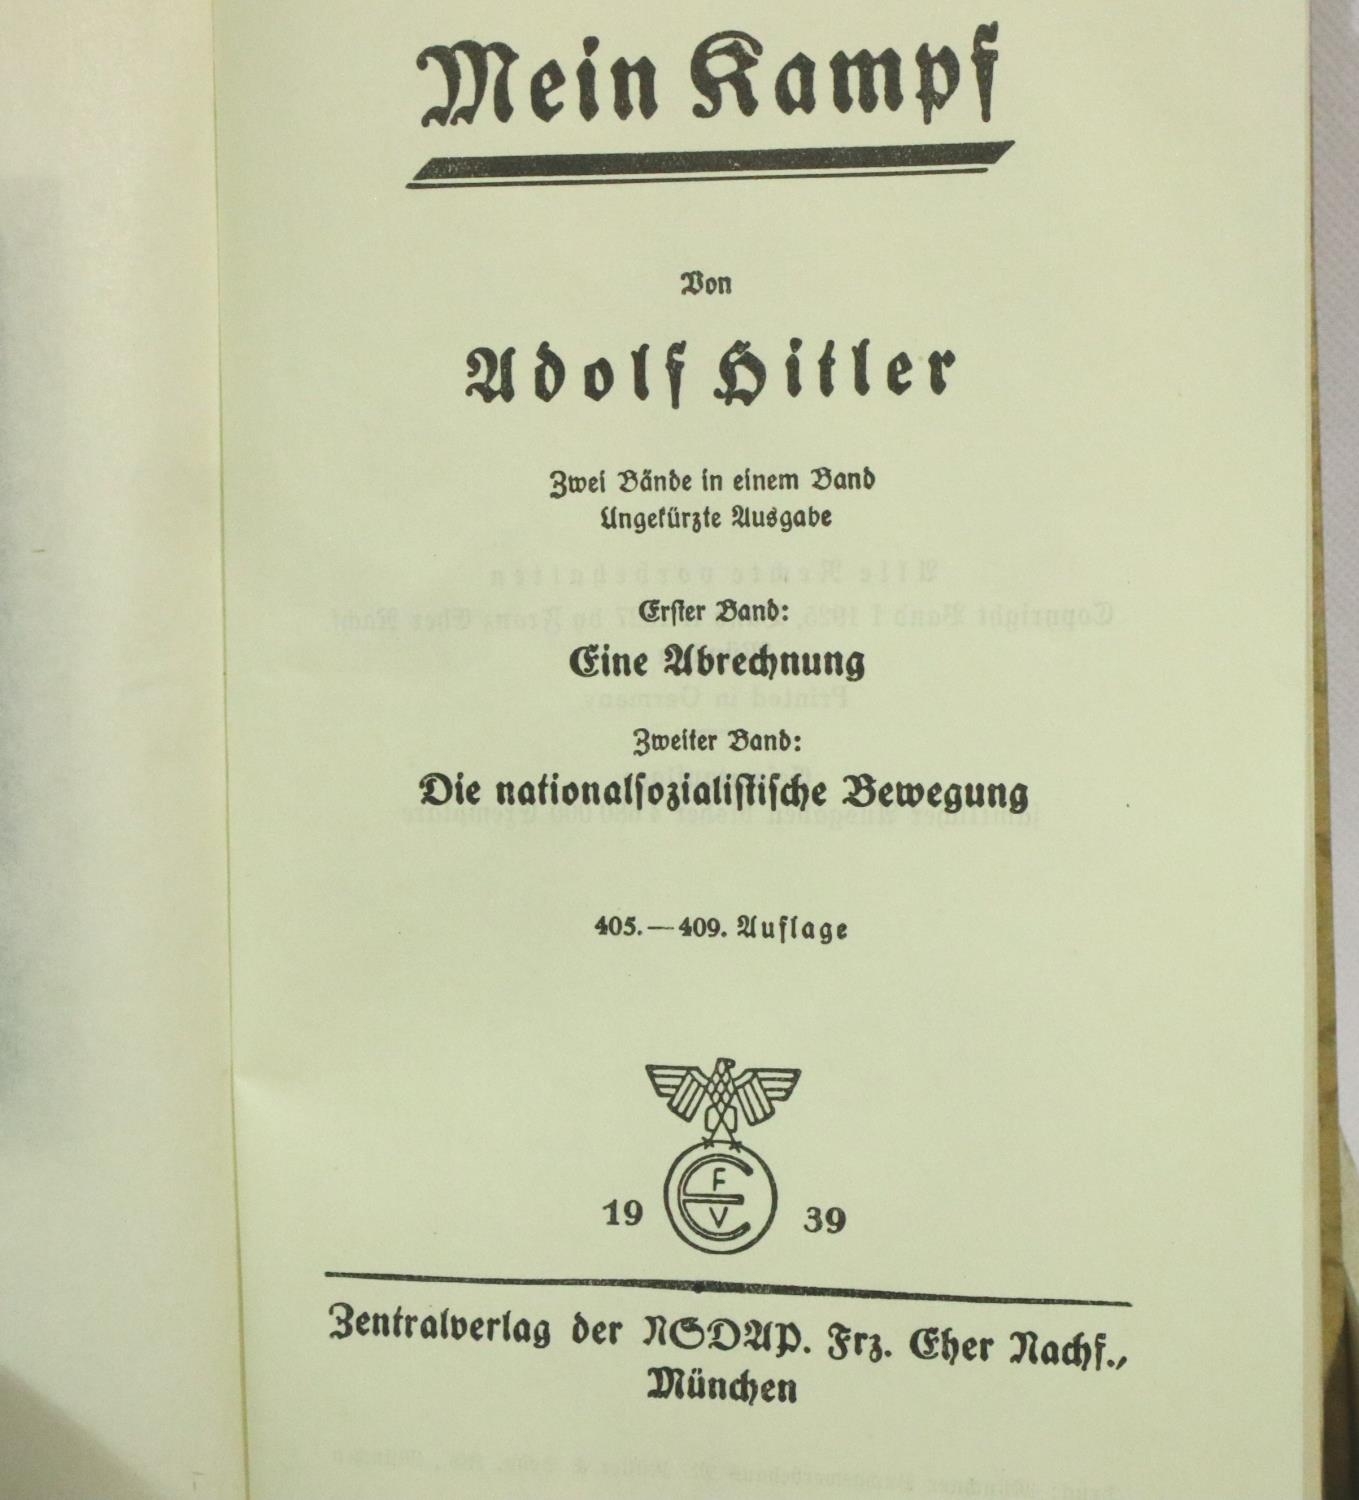 Mein Kampf
Von
Adolf Hitler
Zwei Bände in einem Band
Ungekürzte Ausgabe
Erster Band:
Eine Abrechnung
Zweiter Band:
Die nationalsozialistische Bewegung
405.—409. Auflage
F
E
V
19 39
Zentralverlag der NSDAP. Frz. Eher Nachf.,
München